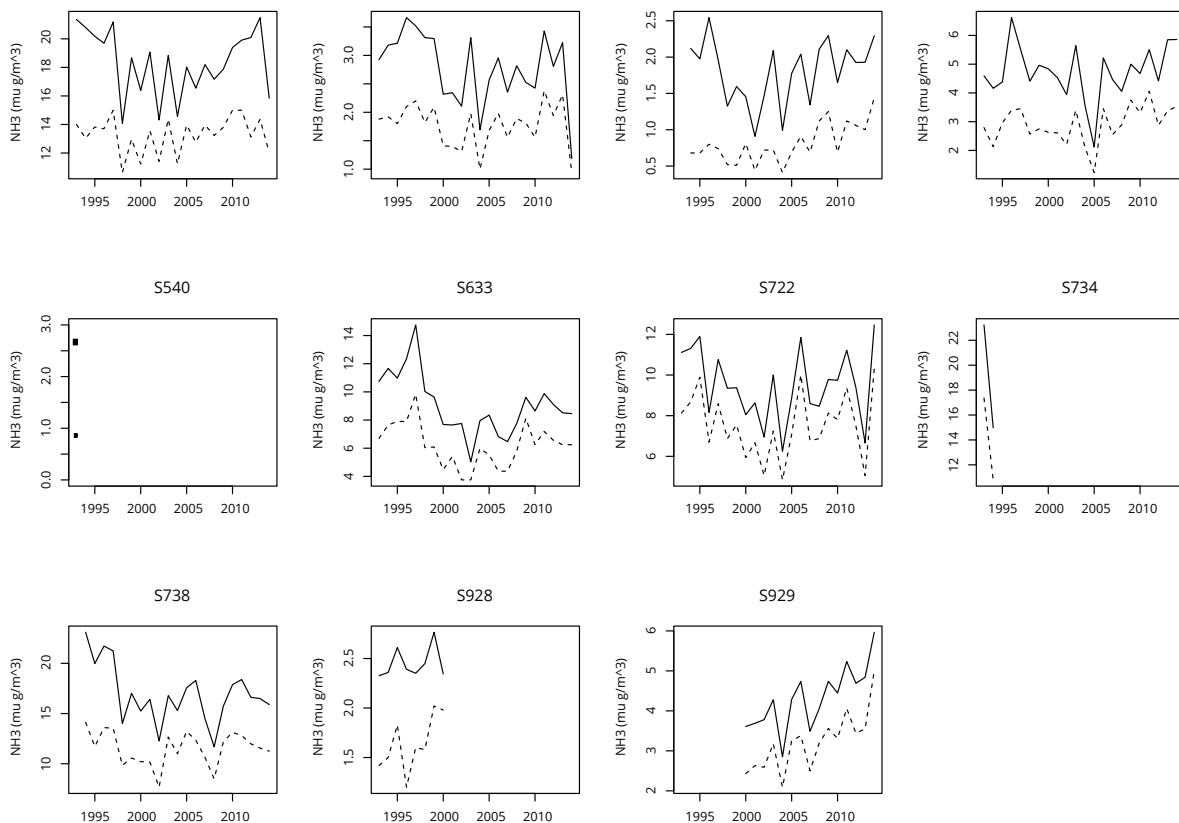 NH3 (mu g/m^3)
12 14 16 18 20
1995 2000 2005 2010
NH3 (mu g/m^3)
1.0 2.0 3.0
1995 2000 2005 2010
NH3 (mu g/m^3)
0.5 1.0 1.5 2.0 2.5
1995 2000 2005 2010
NH3 (mu g/m^3)
2 3 4 5 6
1995 2000 2005 2010
S540
NH3 (mu g/m^3)
0.0 1.0 2.0 3.0
1995 2000 2005 2010
S633
NH3 (mu g/m^3)
4 6 8 10 12 14
1995 2000 2005 2010
S722
NH3 (mu g/m^3)
6 8 10 12
1995 2000 2005 2010
S734
NH3 (mu g/m^3)
12 14 16 18 20 22
1995 2000 2005 2010
S738
NH3 (mu g/m^3)
10 15 20
1995 2000 2005 2010
S928
NH3 (mu g/m^3)
1.5 2.0 2.5
1995 2000 2005 2010
S929
NH3 (mu g/m^3)
2 3 4 5 6
1995 2000 2005 2010